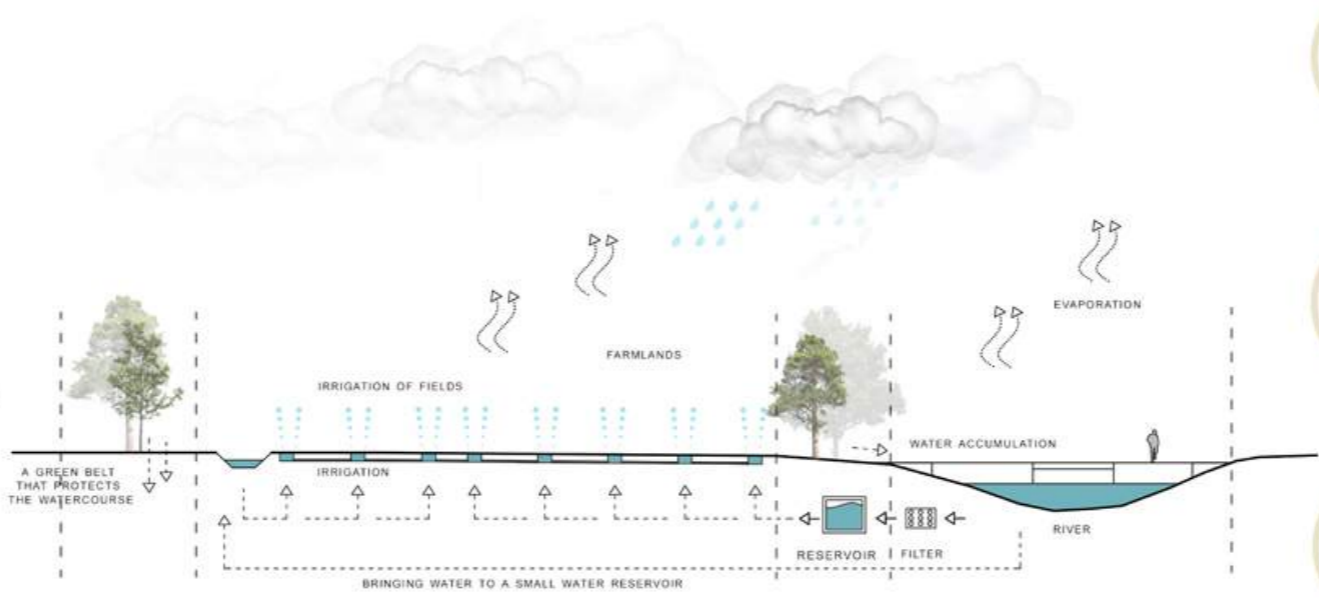 EVAPORATION
FARMLANDS
IRRIGATION OF FIELDS
WATER ACCUMULATION
A GREEN BELT
THAT PROTECTS
THE WATERCOURSE
IRRIGATION
RIVER
RESERVOIR
FILTER
BRINGING WATER TO A SMALL WATER RESERVOIR